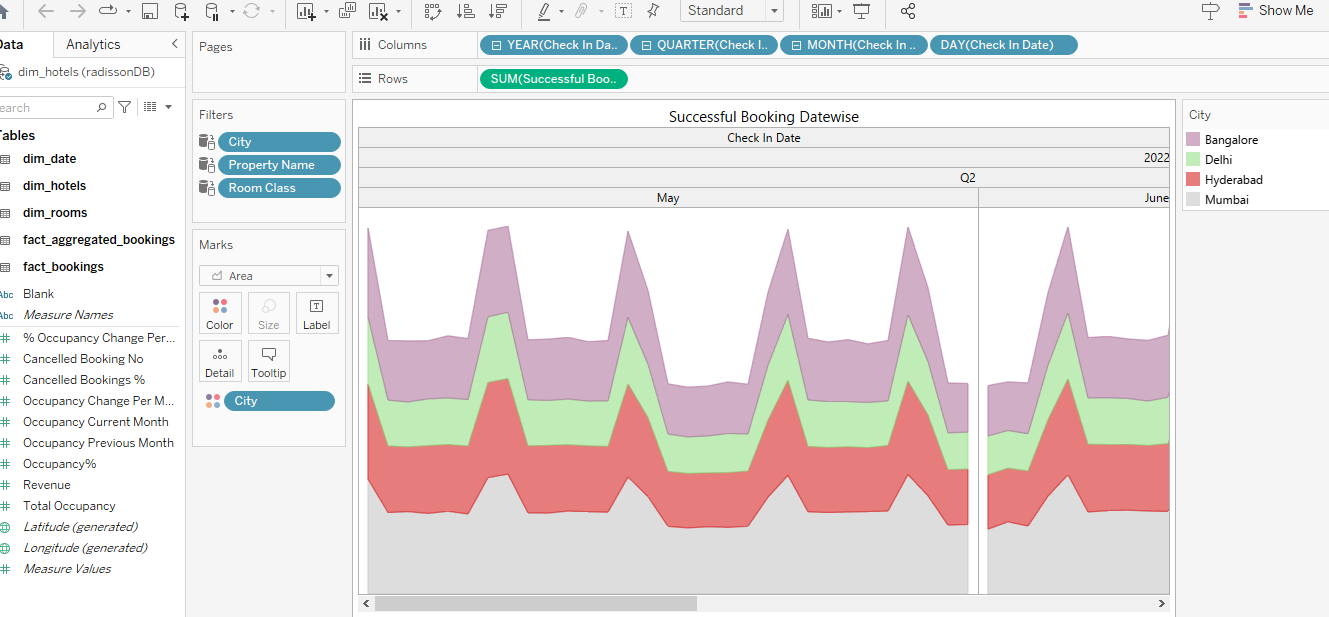 Standard
Show Me
Data
Analytics
dim_hotels (radissonDB)
Search
Tables
dim_date
dim_hotels
dim_rooms
fact_aggregated_bookings
fact_bookings
Abc Blank
Abc Measure Names
% Occupancy Change Per...
Cancelled Booking No
Cancelled Bookings %
Occupancy Change Per M...
Occupancy Current Month
Occupancy Previous Month
Occupancy%
Revenue
Total Occupancy
Latitude (generated)
Longitude (generated)
Measure Values
Pages
Filters
City
Property Name
Room Class
Marks
Area
Color
Size
Label
Detail
Tooltip
City
Columns
YEAR(Check In Da..
QUARTER(Check I..
MONTH(Check In ..
DAY(Check In Date)
Rows
SUM(Successful Boo..
Successful Booking Datewise
Check In Date
2022
Q2
May
June
City
Bangalore
Delhi
Hyderabad
Mumbai